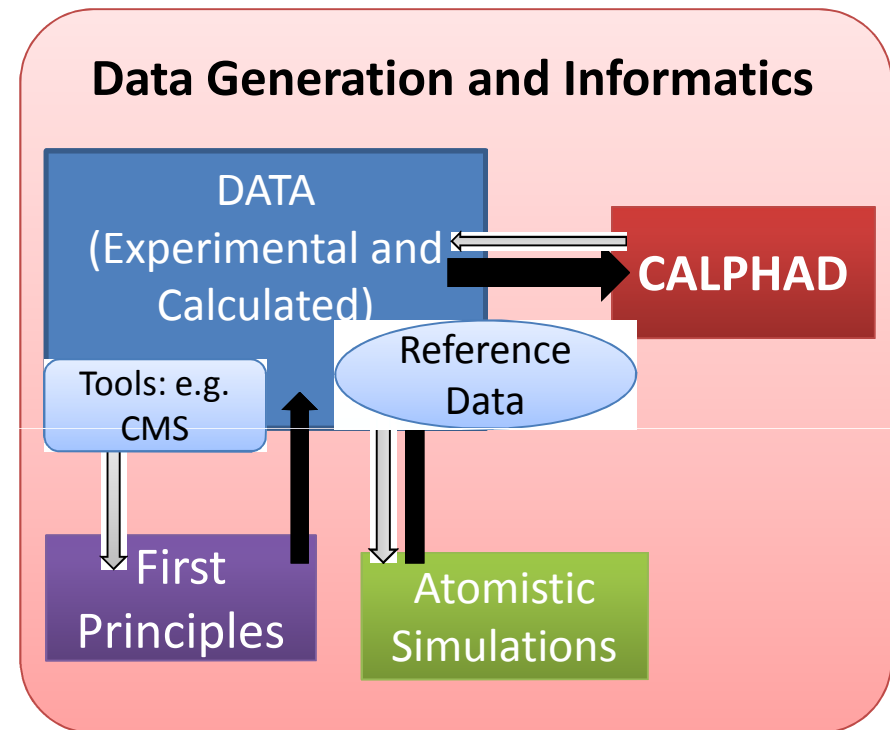 Data Generation and Informatics
DATA
(Experimental and
Calculated)
CALPHAD
Reference
Data
Tools: e.g.
CMS
First
Principles
Atomistic
Simulations